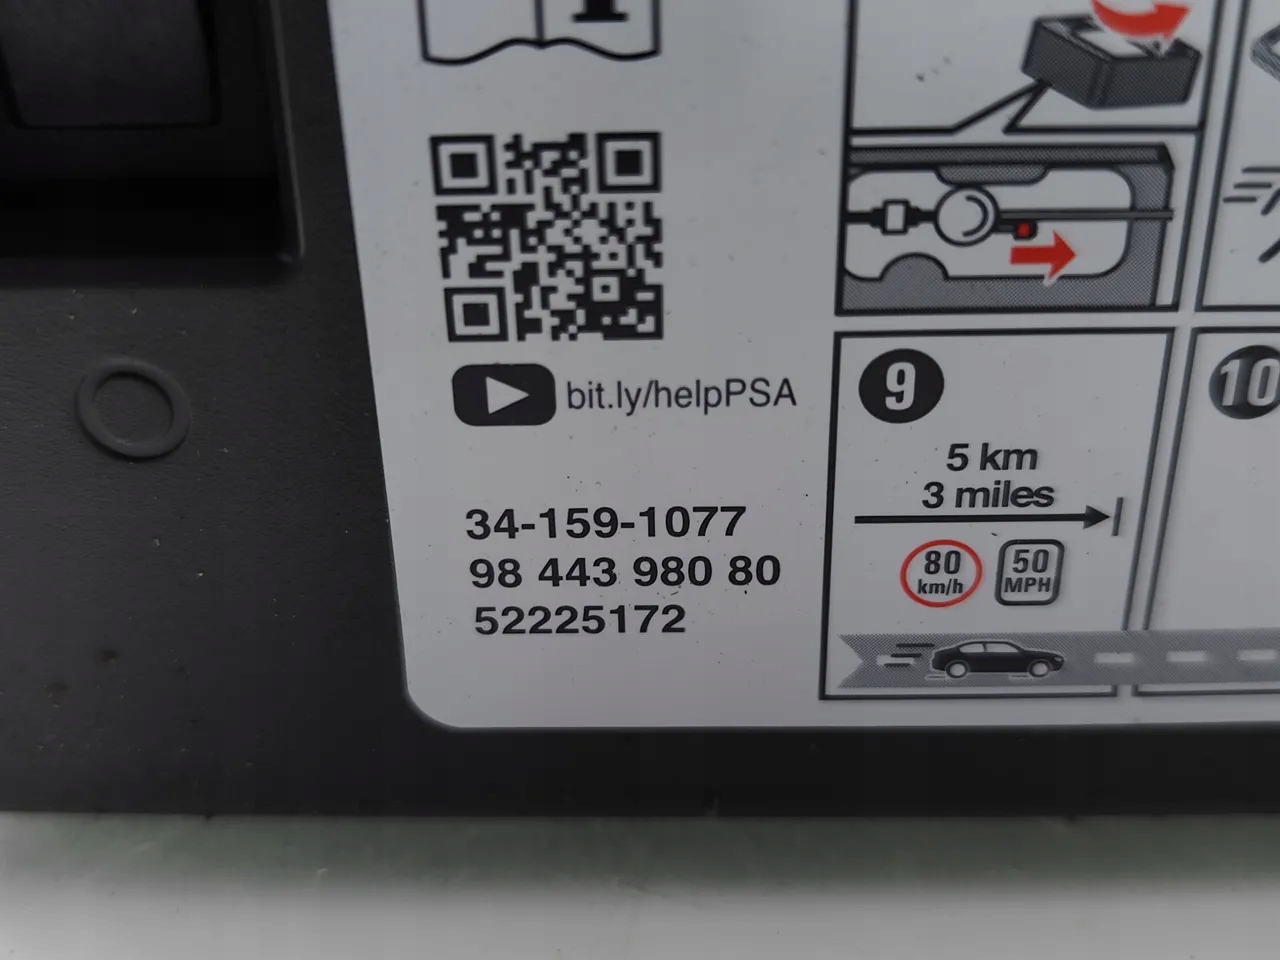 bit.ly/helpPSA
34-159-1077
98 443 980 80
52225172
9
5 km
3 miles
80
km/h
50
MPH
10